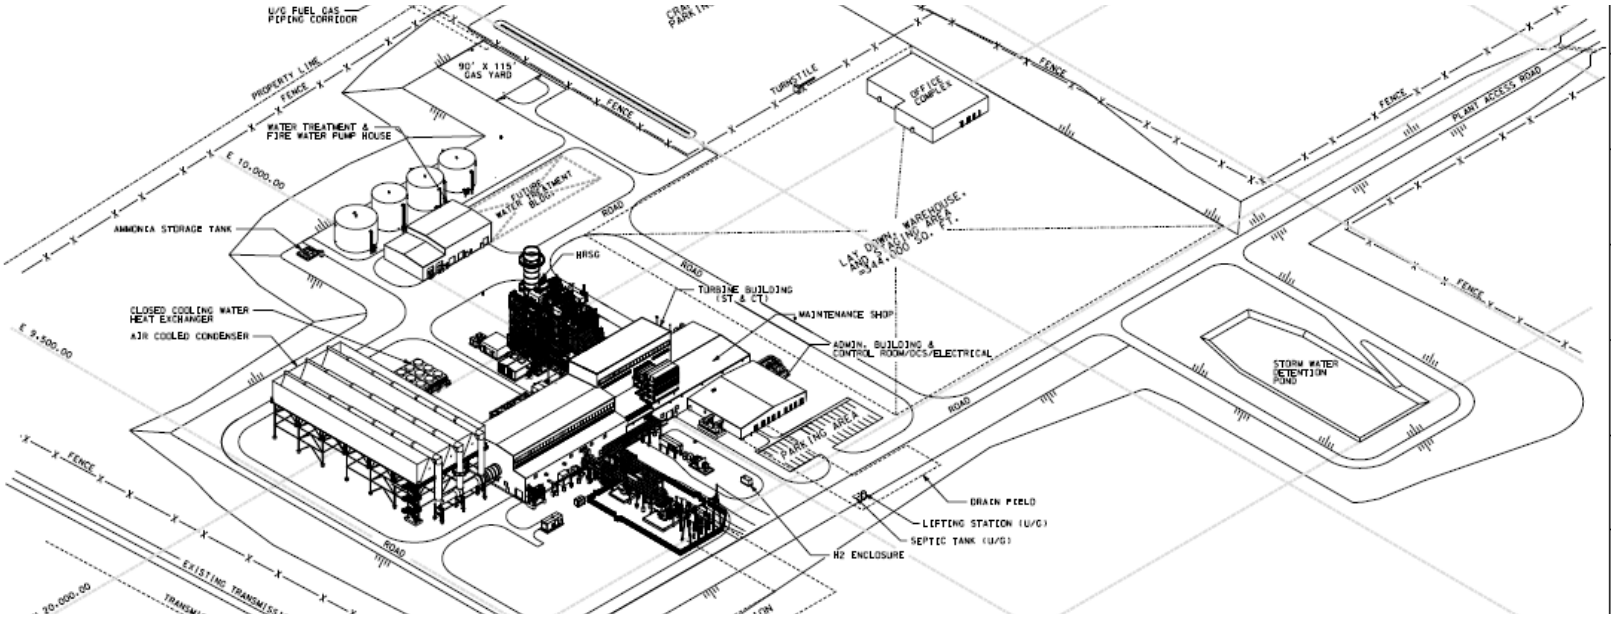 U/G FUEL GAS
PIPING CORRIDOR
PROPERTY LINE
FENCE
90' X 115'
GAS YARD
FENCE
TURNSTILE
OFFICE
COMPLEX
FENCE
FENCE
PLANT ACCESS ROAD
WATER TREATMENT &
FIRE WATER PUMP HOUSE
E 10,000.00
FUTURE
WATER TREATMENT
BLDG.
ROAD
AMMONIA STORAGE TANK
HRSG
ROAD
LAY DOWN, WAREHOUSE,
AND STAGING AREA
=344,000 SQ. FT.
TURBINE BUILDING
(ST & CT)
FENCE
CLOSED COOLING WATER
HEAT EXCHANGER
AIR COOLED CONDENSER
E 9,500.00
MAINTENANCE SHOP
ADMIN. BUILDING &
CONTROL ROOM/DCS/ELECTRICAL
STORM WATER
DETENTION
POND
ROAD
PARKING AREA
FENCE
DRAIN FIELD
LIFTING STATION (U/G)
SEPTIC TANK (U/G)
H2 ENCLOSURE
ROAD
EXISTING
20,000.00